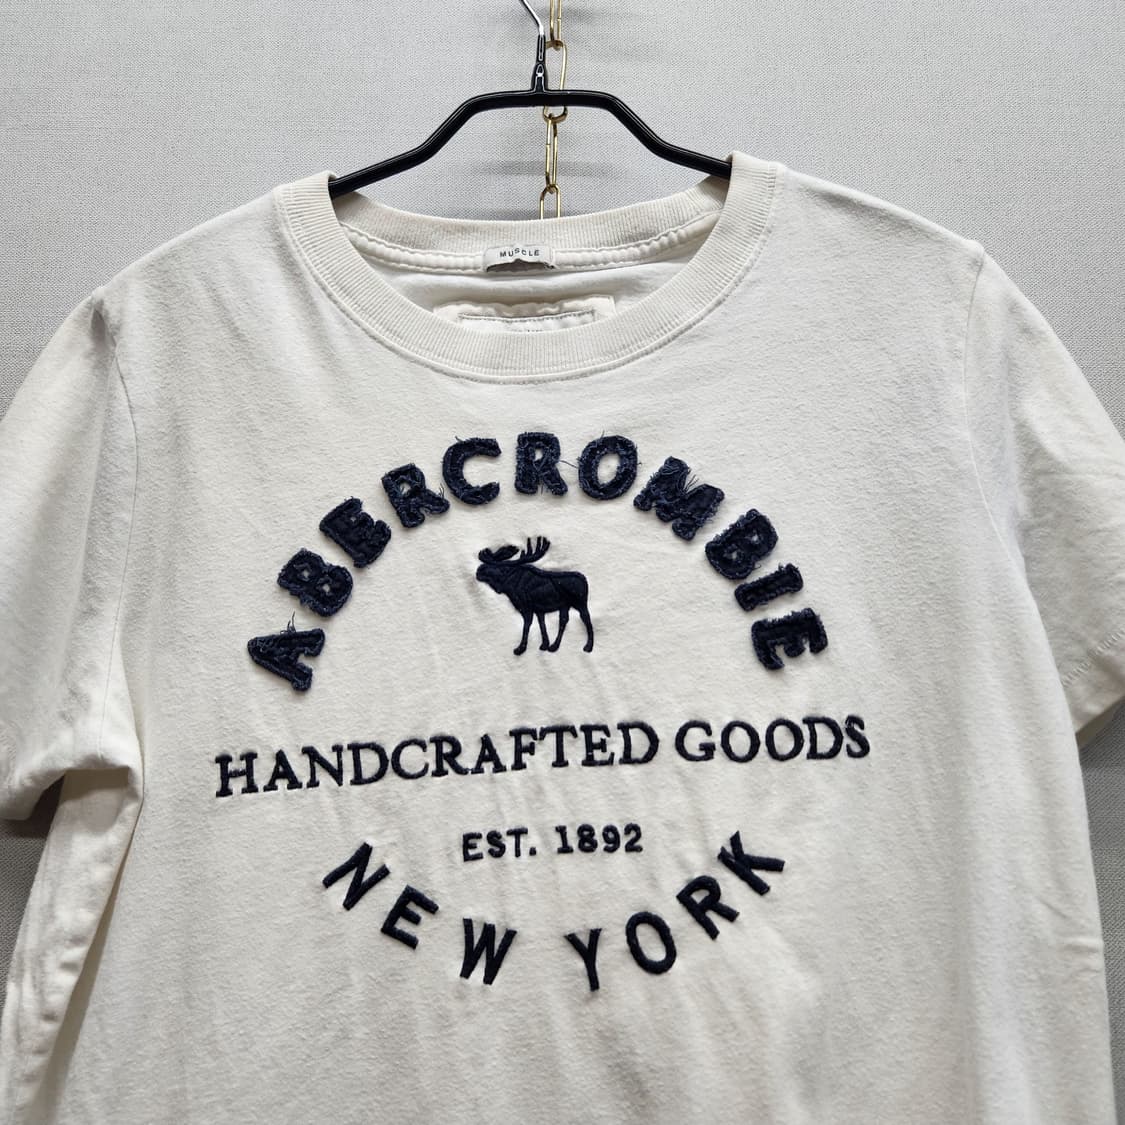 MUSCLE
ABERCROMBIE
HANDCRAFTED GOODS
EST. 1892
NEW YORK